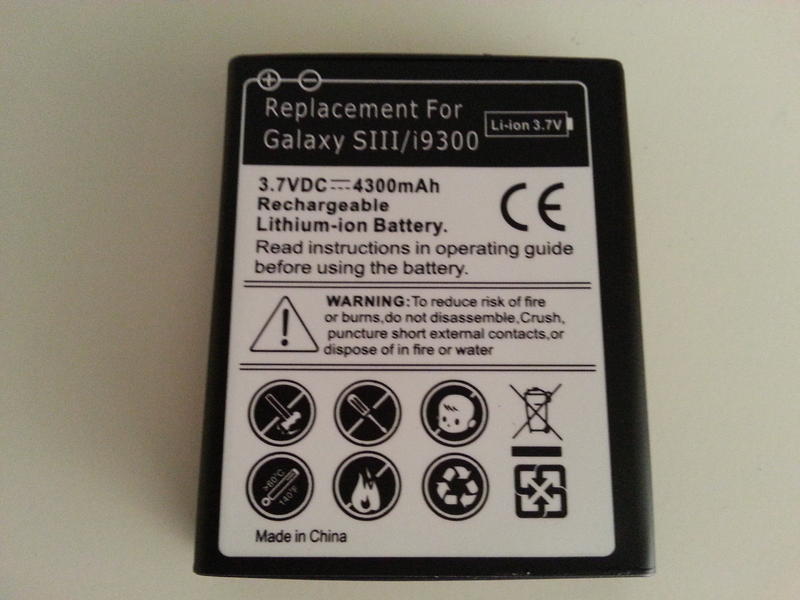 Replacement For
Galaxy SIII/i9300
Li-ion 3.7V
3.7VDC⎓4300mAh
Rechargeable
Lithium-ion Battery.
Read instructions in operating guide
before using the battery.
WARNING:To reduce risk of fire
or burns,do not disassemble,Crush,
puncture short external contacts,or
dispose of in fire or water
>60°C
140°F
Made in China